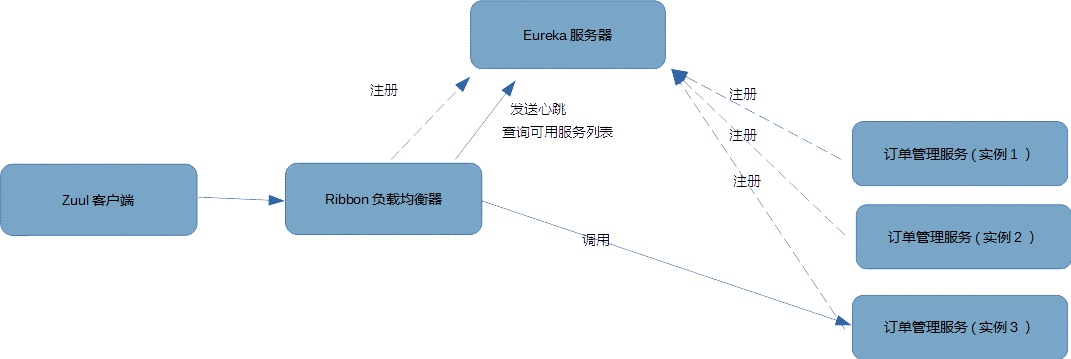 Eureka 服务器
注册
发送心跳
查询可用服务列表
注册
注册
注册
Zuul 客户端
Ribbon 负载均衡器
调用
订单管理服务 ( 实例 1 )
订单管理服务 ( 实例 2 )
订单管理服务 ( 实例 3 )